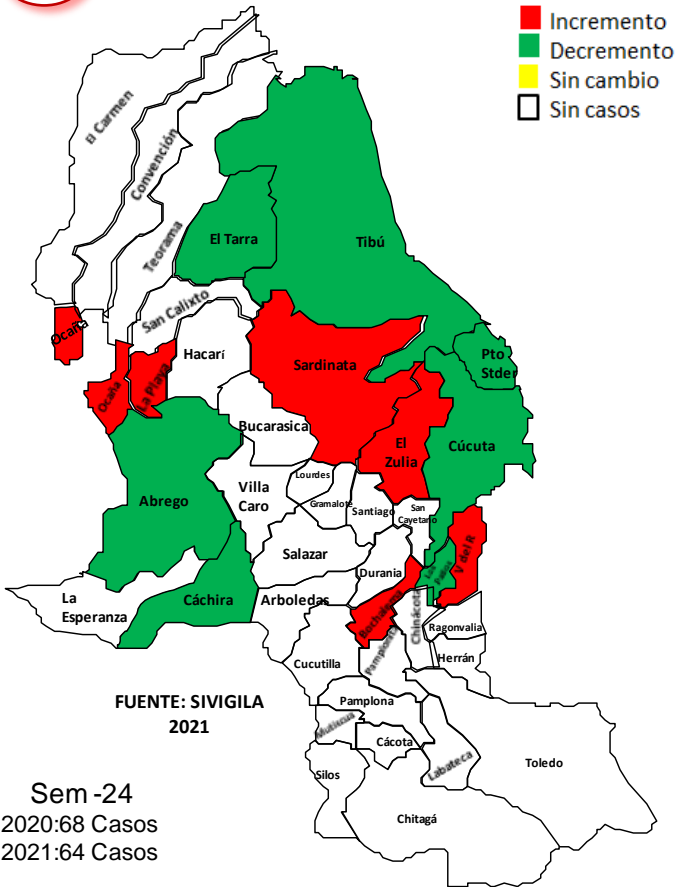 Incremento
Decremento
Sin cambio
Sin casos
El Carmen
Convención
Teorama
El Tarra
Tibú
San Calixto
Ocaña
Hacarí
Sardinata
Pto
Stder
Ocaña
La Playa
Bucarasica
El
Zulia
Cúcuta
Abrego
Villa
Caro
Lourdes
Gramalote
Santiago
San
Cayetano
V del R
Los
Patios
Salazar
Durania
La
Esperanza
Cáchira
Arboledas
Bochalema
Chinácota
Ragonvalia
Herrán
Cucutilla
Pamplonita
FUENTE: SIVIGILA
2021
Pamplona
Mutiscua
Cácota
Silos
Labateca
Toledo
Chitagá
Sem -24
2020:68 Casos
2021:64 Casos